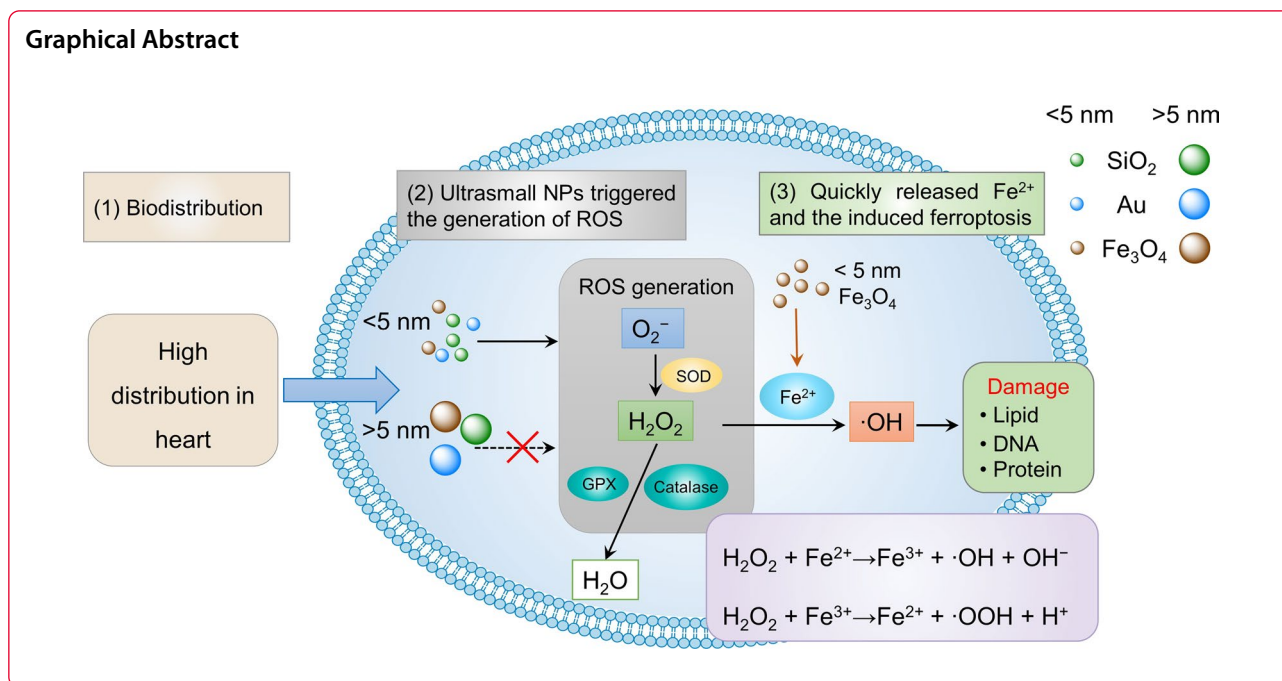 Graphical Abstract
<5 nm >5 nm
SiO₂
Au
Fe₃O₄
(1) Biodistribution
(2) Ultrasmall NPs triggered
the generation of ROS
(3) Quickly released Fe²⁺
and the induced ferroptosis
High
distribution in
heart
<5 nm
>5 nm
ROS generation
O₂⁻
SOD
H₂O₂
GPX
Catalase
H₂O
< 5 nm
Fe₃O₄
Fe²⁺
·OH
Damage
• Lipid
• DNA
• Protein
H₂O₂ + Fe²⁺→Fe³⁺ + ·OH + OH⁻
H₂O₂ + Fe³⁺→Fe²⁺ + ·OOH + H⁺